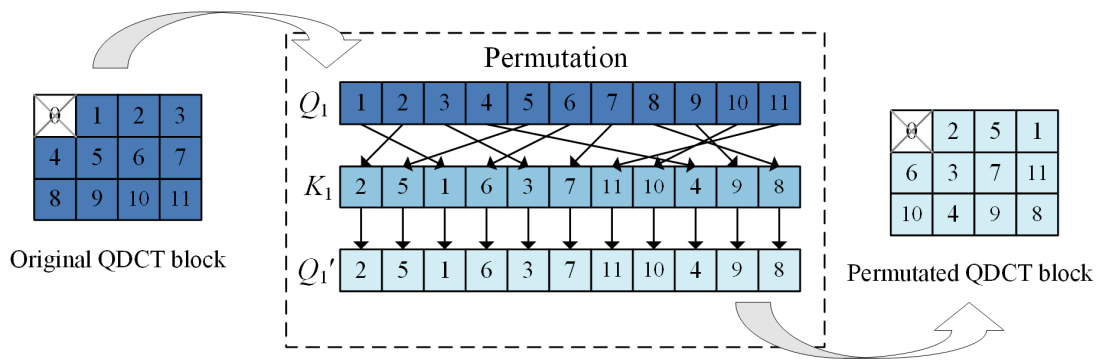 Permutation
Q₁ 1 2 3 4 5 6 7 8 9 10 11
0 1 2 3
4 5 6 7
8 9 10 11
Original QDCT block
K₁ 2 5 1 6 3 7 11 10 4 9 8
Q₁′ 2 5 1 6 3 7 11 10 4 9 8
0 2 5 1
6 3 7 11
10 4 9 8
Permutated QDCT block